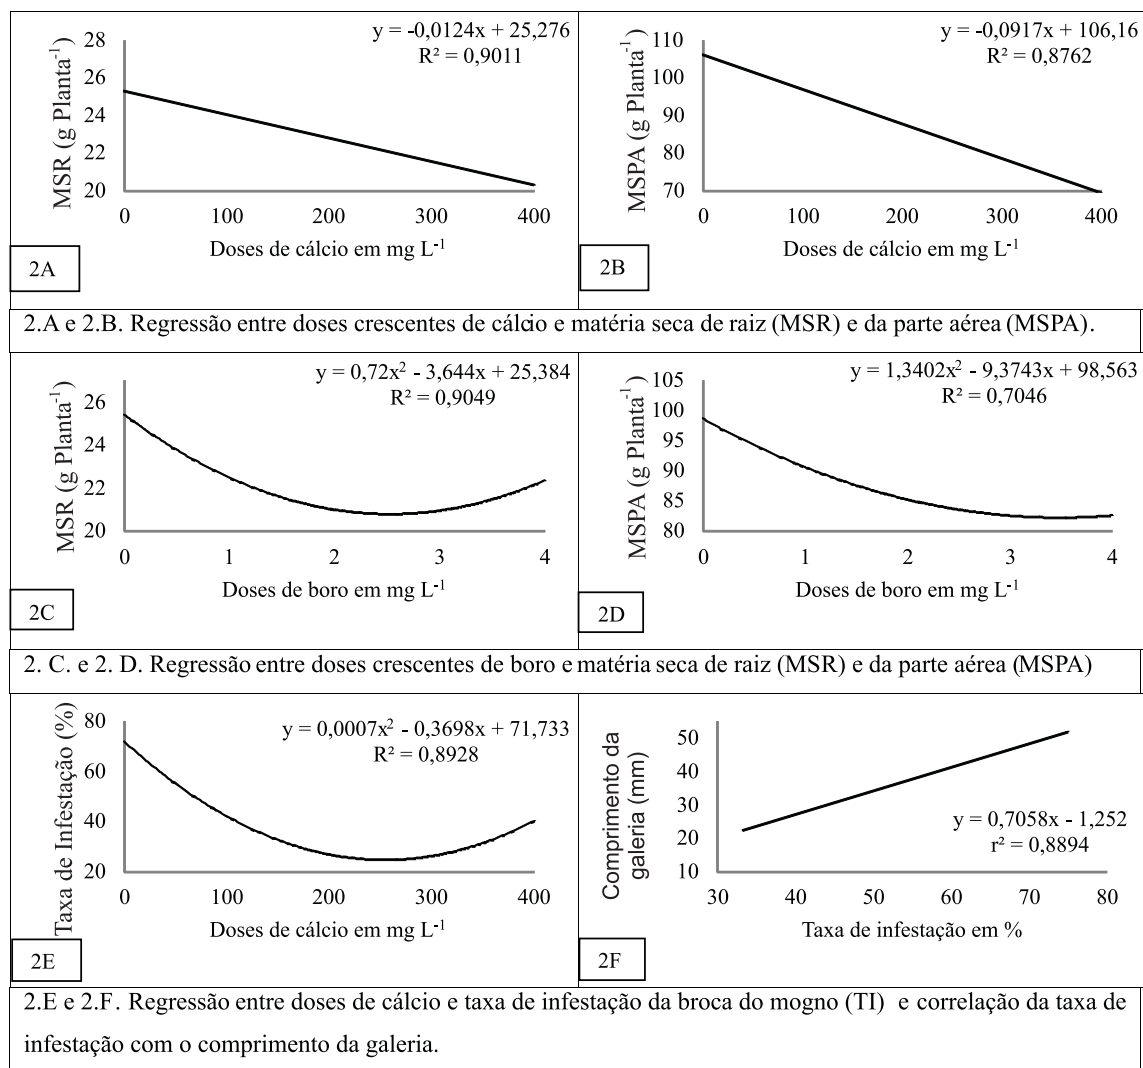 y = -0,0124x + 25,276
R² = 0,9011
MSR (g Planta⁻¹)
28
26
24
22
20
0 100 200 300 400
Doses de cálcio em mg L⁻¹
2A
y = -0,0917x + 106,16
R² = 0,8762
MSPA (g Planta⁻¹)
110
100
90
80
70
0 100 200 300 400
Doses de cálcio em mg L⁻¹
2B
2.A e 2.B. Regressão entre doses crescentes de cálcio e matéria seca de raiz (MSR) e da parte aérea (MSPA).
y = 0,72x² - 3,644x + 25,384
R² = 0,9049
MSR (g Planta⁻¹)
26
24
22
20
0 1 2 3 4
Doses de boro em mg L⁻¹
2C
y = 1,3402x² - 9,3743x + 98,563
R² = 0,7046
MSPA (g Planta⁻¹)
105
100
95
90
85
80
0 1 2 3 4
Doses de boro em mg L⁻¹
2D
2. C. e 2. D. Regressão entre doses crescentes de boro e matéria seca de raiz (MSR) e da parte aérea (MSPA)
y = 0,0007x² - 0,3698x + 71,733
R² = 0,8928
Taxa de Infestação (%)
80
60
40
20
0 100 200 300 400
Doses de cálcio em mg L⁻¹
2E
Comprimento da
galeria (mm)
50
40
30
20
10
y = 0,7058x - 1,252
r² = 0,8894
30 40 50 60 70 80
Taxa de infestação em %
2F
2.E e 2.F. Regressão entre doses de cálcio e taxa de infestação da broca do mogno (TI) e correlação da taxa de
infestação com o comprimento da galeria.